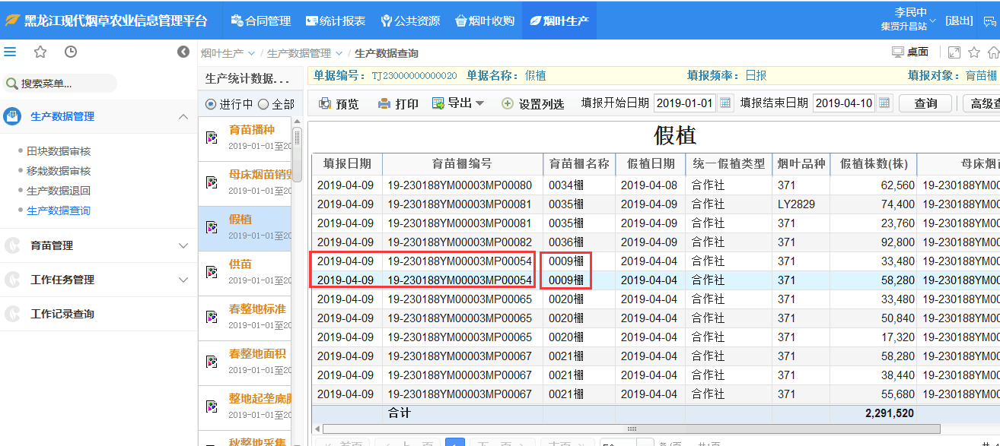 黑龙江现代烟草农业信息管理平台 合同管理 统计报表 公共资源 烟叶收购 烟叶生产 李民中 集贤升昌站 [退出]
烟叶生产 / 生产数据管理 / 生产数据查询 桌面
搜索菜单...
生产数据管理
田块数据审核
移栽数据审核
生产数据退回
生产数据查询
育苗管理
工作任务管理
工作记录查询
生产统计数据...
进行中 全部
育苗播种
2019-01-01至20
母床烟苗销毁
2019-01-01至20
假植
2019-01-01至20
供苗
2019-01-01至20
春整地标准
2019-01-01至20
春整地面积
2019-01-01至20
整地起垄底肥
2019-01-01至20
秋整地采集
单据编号： TJ23000000000020 单据名称： 假植 填报频率： 日报 填报对象： 育苗棚
预览 打印 导出 设置列选 填报开始日期 2019-01-01 填报结束日期 2019-04-10 查询 高级查
假植
填报日期 育苗棚编号 育苗棚名称 假植日期 统一假植类型 烟叶品种 假植株数(株) 母床烟苗
2019-04-09 19-230188YM00003MP00080 0034棚 2019-04-08 合作社 371 62,560 19-230188YM000
2019-04-09 19-230188YM00003MP00081 0035棚 2019-04-09 合作社 LY2829 74,400 19-230188YM000
2019-04-09 19-230188YM00003MP00081 0035棚 2019-04-09 合作社 371 23,760 19-230188YM000
2019-04-09 19-230188YM00003MP00082 0036棚 2019-04-09 合作社 371 92,800 19-230188YM000
2019-04-09 19-230188YM00003MP00054 0009棚 2019-04-04 合作社 371 33,480 19-230188YM000
2019-04-09 19-230188YM00003MP00054 0009棚 2019-04-04 合作社 371 58,280 19-230188YM000
2019-04-09 19-230188YM00003MP00065 0020棚 2019-04-04 合作社 371 33,480 19-230188YM000
2019-04-09 19-230188YM00003MP00065 0020棚 2019-04-04 合作社 371 50,840 19-230188YM000
2019-04-09 19-230188YM00003MP00065 0020棚 2019-04-04 合作社 371 17,320 19-230188YM000
2019-04-09 19-230188YM00003MP00067 0021棚 2019-04-04 合作社 371 58,280 19-230188YM000
2019-04-09 19-230188YM00003MP00067 0021棚 2019-04-04 合作社 371 38,440 19-230188YM000
2019-04-09 19-230188YM00003MP00067 0021棚 2019-04-04 合作社 371 55,680 19-230188YM000
合计 2,291,520